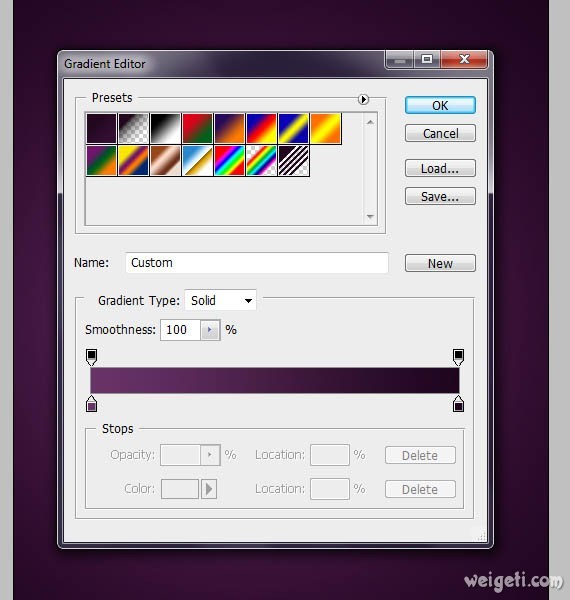 Gradient Editor
Presets
OK
Cancel
Load...
Save...
Name: Custom
New
Gradient Type: Solid
Smoothness: 100 %
Stops
Opacity: % Location: % Delete
Color: Location: % Delete
weigeti.com